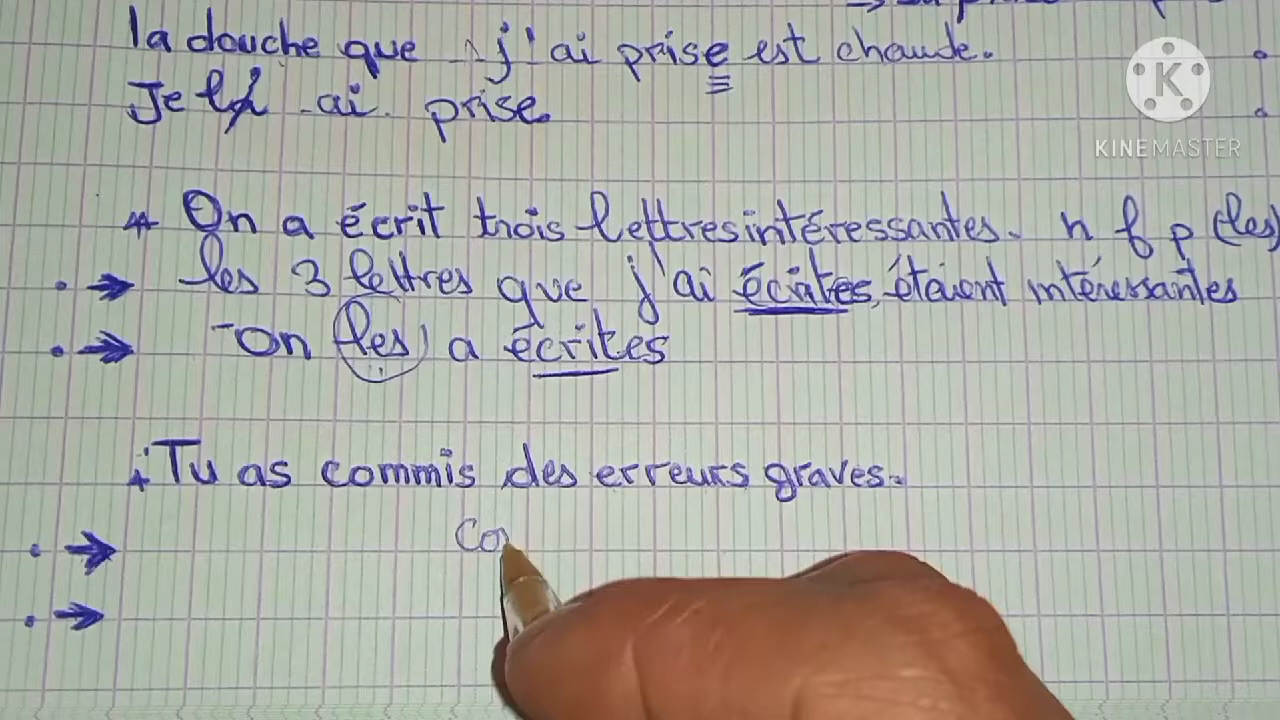 la douche que j'ai prise est chaude.
Je l' ai prise.
K
KINEMASTER
On a écrit trois lettres intéressantes. n f p (les)
les 3 lettres que j'ai écrites, étaient intéressantes
- On (les) a écrites
Tu as commis des erreurs graves.
Co